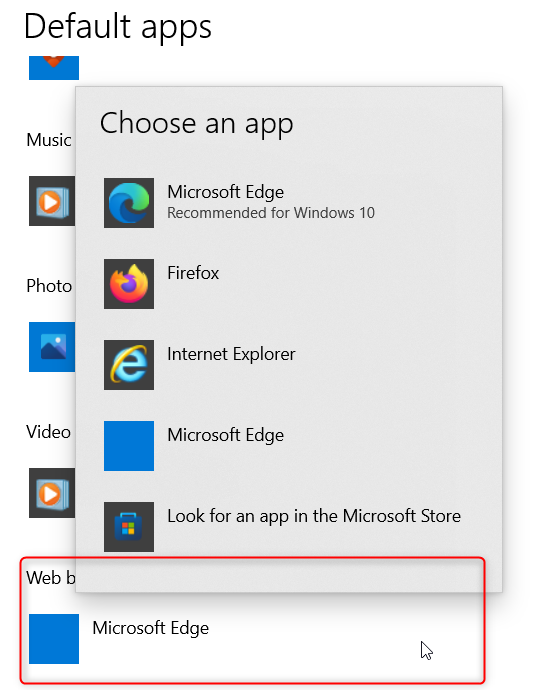 Default apps
Choose an app
Music
Microsoft Edge
Recommended for Windows 10
Firefox
Photo
Internet Explorer
Video
Microsoft Edge
Look for an app in the Microsoft Store
Web b
Microsoft Edge